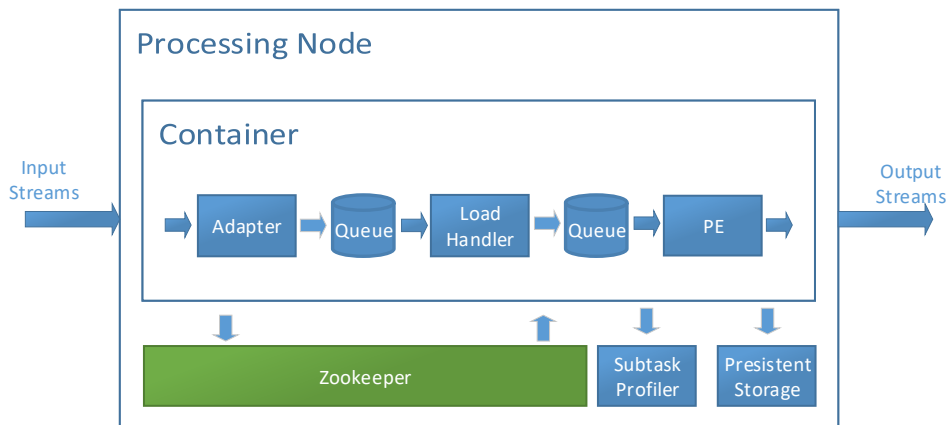 Processing Node
Container
Input
Streams
Output
Streams
Adapter
Queue
Load
Handler
Queue
PE
Zookeeper
Subtask
Profiler
Presistent
Storage